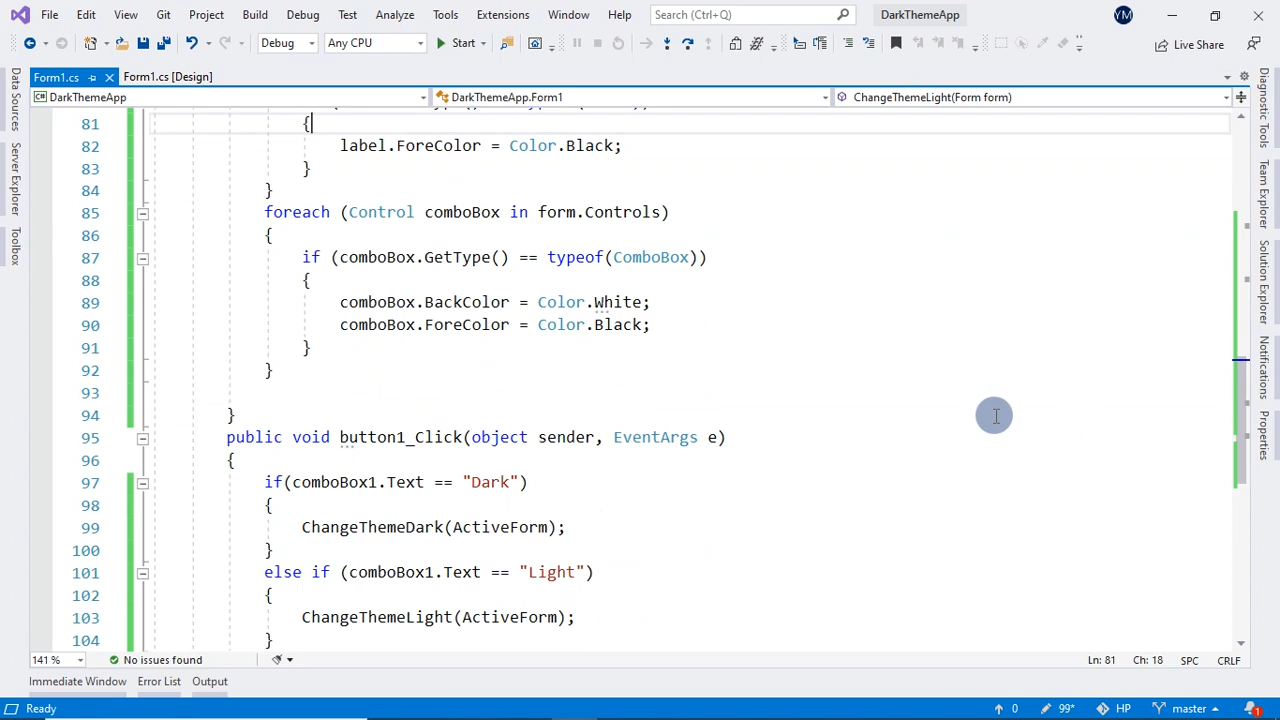 File Edit View Git Project Build Debug Test Analyze Tools Extensions Window Help Search (Ctrl+Q) DarkThemeApp YM
Debug Any CPU Start Live Share
Form1.cs Form1.cs [Design]
DarkThemeApp DarkThemeApp.Form1 ChangeThemeLight(Form form)
81 {
82 label.ForeColor = Color.Black;
83 }
84 }
85 foreach (Control comboBox in form.Controls)
86 {
87 if (comboBox.GetType() == typeof(ComboBox))
88 {
89 comboBox.BackColor = Color.White;
90 comboBox.ForeColor = Color.Black;
91 }
92 }
93
94 }
95 public void button1_Click(object sender, EventArgs e)
96 {
97 if(comboBox1.Text == "Dark")
98 {
99 ChangeThemeDark(ActiveForm);
100 }
101 else if (comboBox1.Text == "Light")
102 {
103 ChangeThemeLight(ActiveForm);
104 }
141 % No issues found Ln: 81 Ch: 18 SPC CRLF
Immediate Window Error List Output
Ready 0 99* HP master 1
Data Sources
Server Explorer
Toolbox
Diagnostic Tools
Team Explorer
Solution Explorer
Notifications
Properties